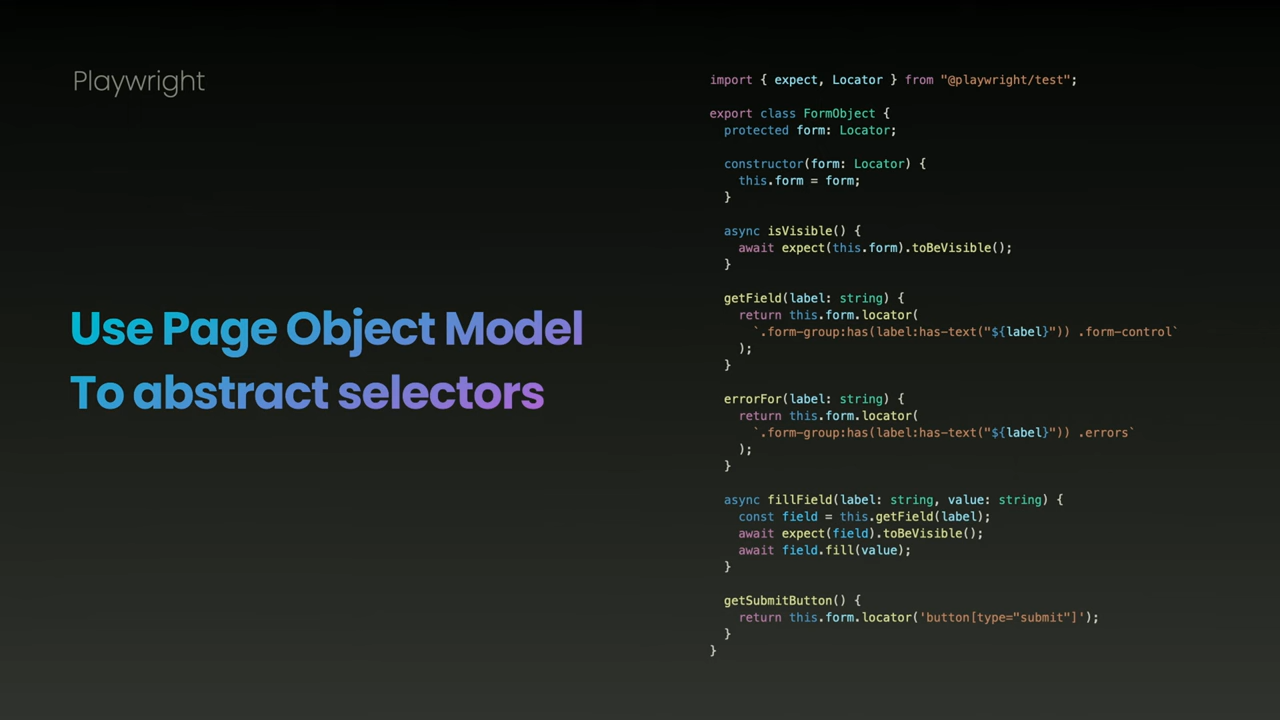 Playwright
Use Page Object Model
To abstract selectors
import { expect, Locator } from "@playwright/test";
export class FormObject {
  protected form: Locator;
  constructor(form: Locator) {
    this.form = form;
  }
  async isVisible() {
    await expect(this.form).toBeVisible();
  }
  getField(label: string) {
    return this.form.locator(
      `.form-group:has(label:has-text("${label}")) .form-control`
    );
  }
  errorFor(label: string) {
    return this.form.locator(
      `.form-group:has(label:has-text("${label}")) .errors`
    );
  }
  async fillField(label: string, value: string) {
    const field = this.getField(label);
    await expect(field).toBeVisible();
    await field.fill(value);
  }
  getSubmitButton() {
    return this.form.locator('button[type="submit"]');
  }
}